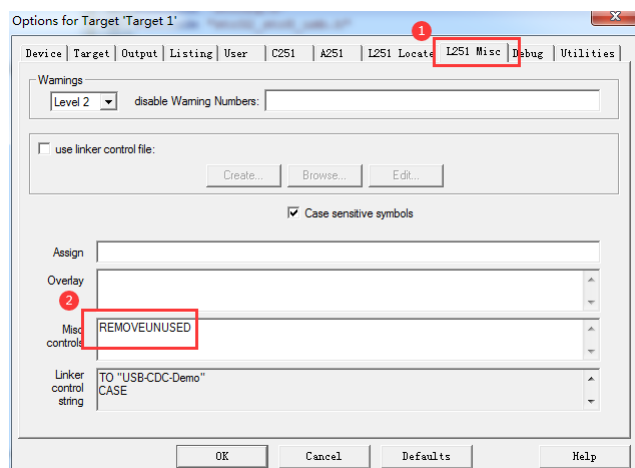 Options for Target 'Target 1'
1
Device | Target | Output | Listing | User | C251 | A251 | L251 Locate | L251 Misc | Debug | Utilities
Warnings
Level 2 disable Warning Numbers:
use linker control file:
Create... Browse... Edit...
Case sensitive symbols
Assign
Overlay
2
Misc controls
REMOVEUNUSED
Linker control string
TO "USB-CDC-Demo"
CASE
OK Cancel Defaults Help